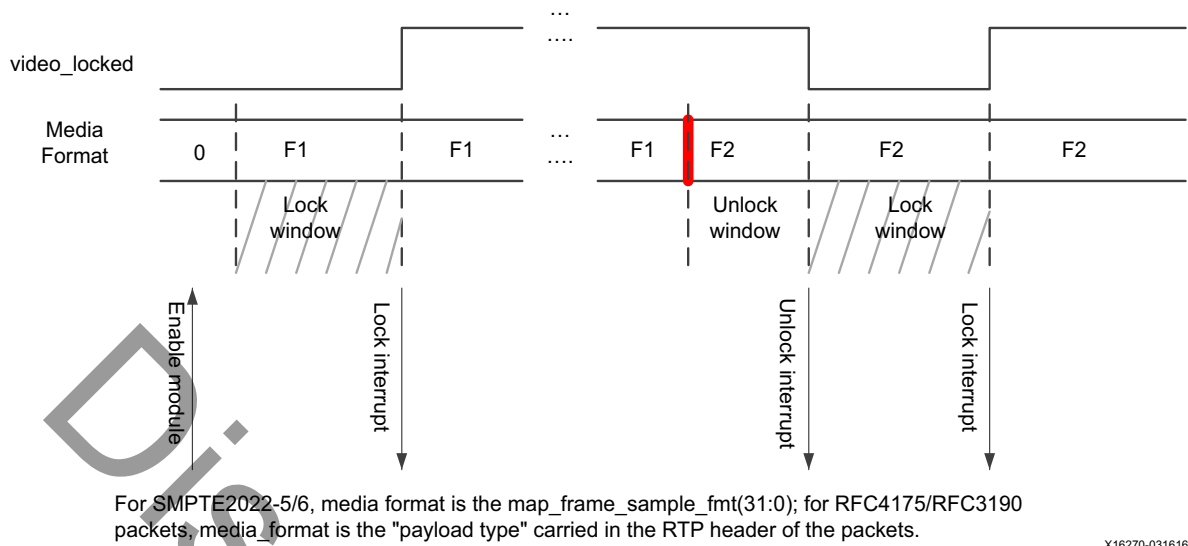 …
….
video_locked
Media
Format
0
F1
F1
…
….
F1
F2
F2
F2
Lock
window
Unlock
window
Lock
window
Enable module
Lock interrupt
Unlock interrupt
Lock interrupt
Dis
For SMPTE2022-5/6, media format is the map_frame_sample_fmt(31:0); for RFC4175/RFC3190
packets, media_format is the "payload type" carried in the RTP header of the packets.
X16270-031616